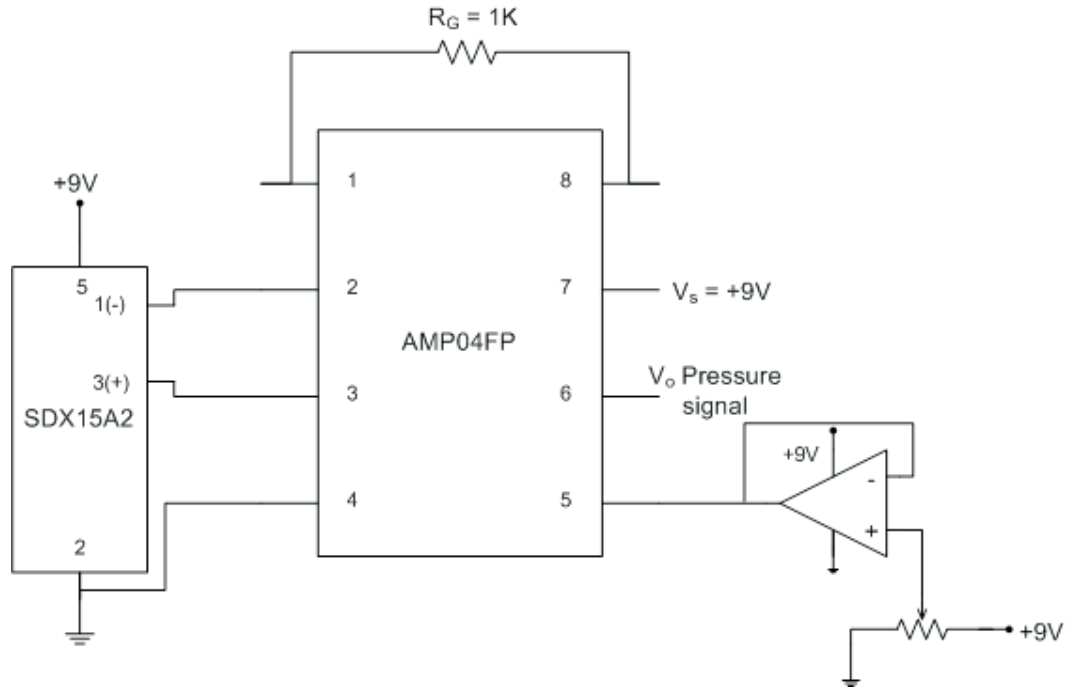 R_G = 1K
+9V
1
8
5
1(-)
2
7
V_s = +9V
AMP04FP
3(+)
SDX15A2
3
6
V_o Pressure
signal
+9V
-
4
5
+
2
+9V